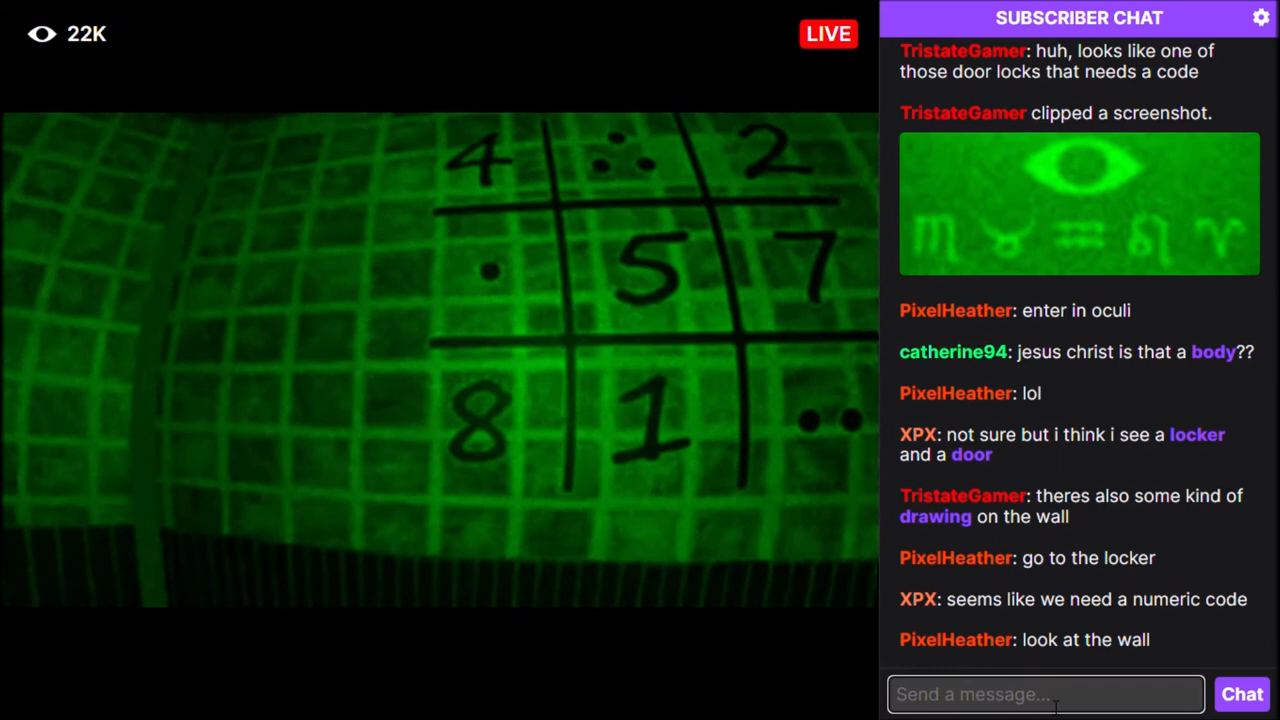 22K
LIVE
4 2
5 7
8 1
SUBSCRIBER CHAT
TristateGamer: huh, looks like one of
those door locks that needs a code
TristateGamer clipped a screenshot.
♏ ♉ ♒ ♌ ♈
PixelHeather: enter in oculi
catherine94: jesus christ is that a body??
PixelHeather: lol
XPX: not sure but i think i see a locker
and a door
TristateGamer: theres also some kind of
drawing on the wall
PixelHeather: go to the locker
XPX: seems like we need a numeric code
PixelHeather: look at the wall
Send a message...
Chat